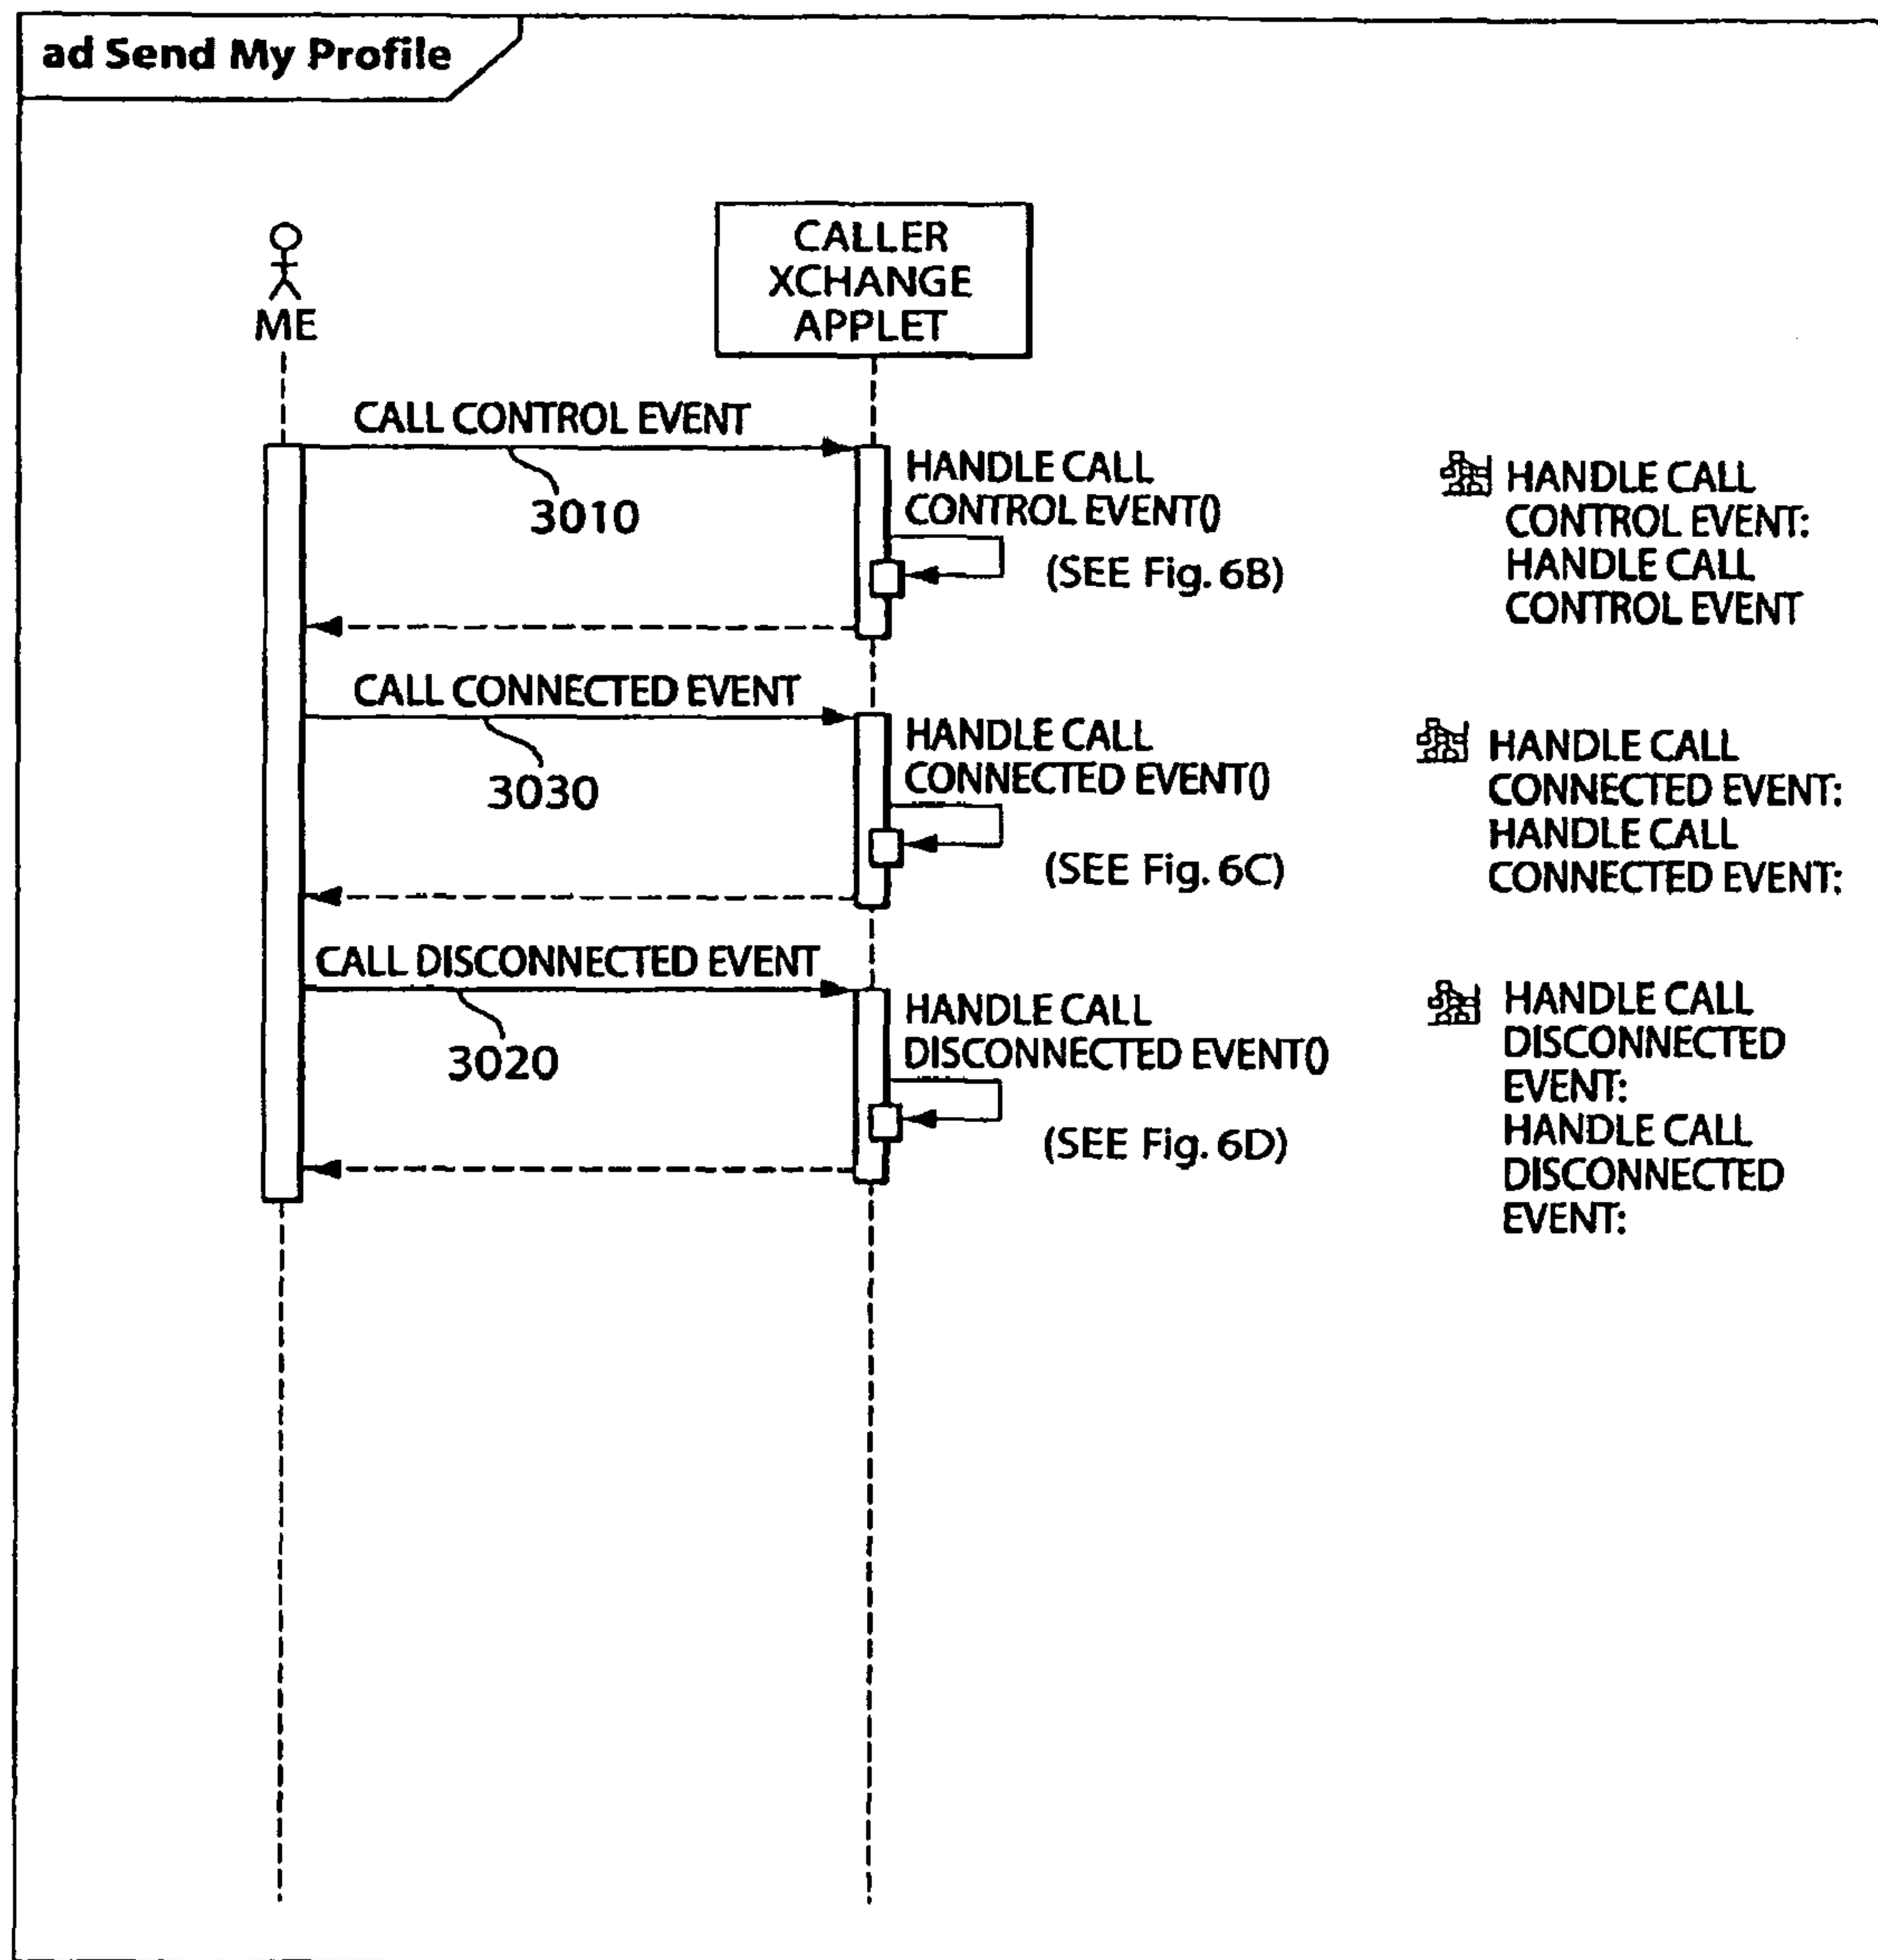 ad Send My Profile
ME
CALLER
XCHANGE
APPLET
CALL CONTROL EVENT
3010
HANDLE CALL
CONTROL EVENT()
(SEE Fig. 6B)
HANDLE CALL
CONTROL EVENT:
HANDLE CALL
CONTROL EVENT
CALL CONNECTED EVENT
3030
HANDLE CALL
CONNECTED EVENT()
(SEE Fig. 6C)
HANDLE CALL
CONNECTED EVENT:
HANDLE CALL
CONNECTED EVENT:
CALL DISCONNECTED EVENT
3020
HANDLE CALL
DISCONNECTED EVENT()
(SEE Fig. 6D)
HANDLE CALL
DISCONNECTED
EVENT:
HANDLE CALL
DISCONNECTED
EVENT: